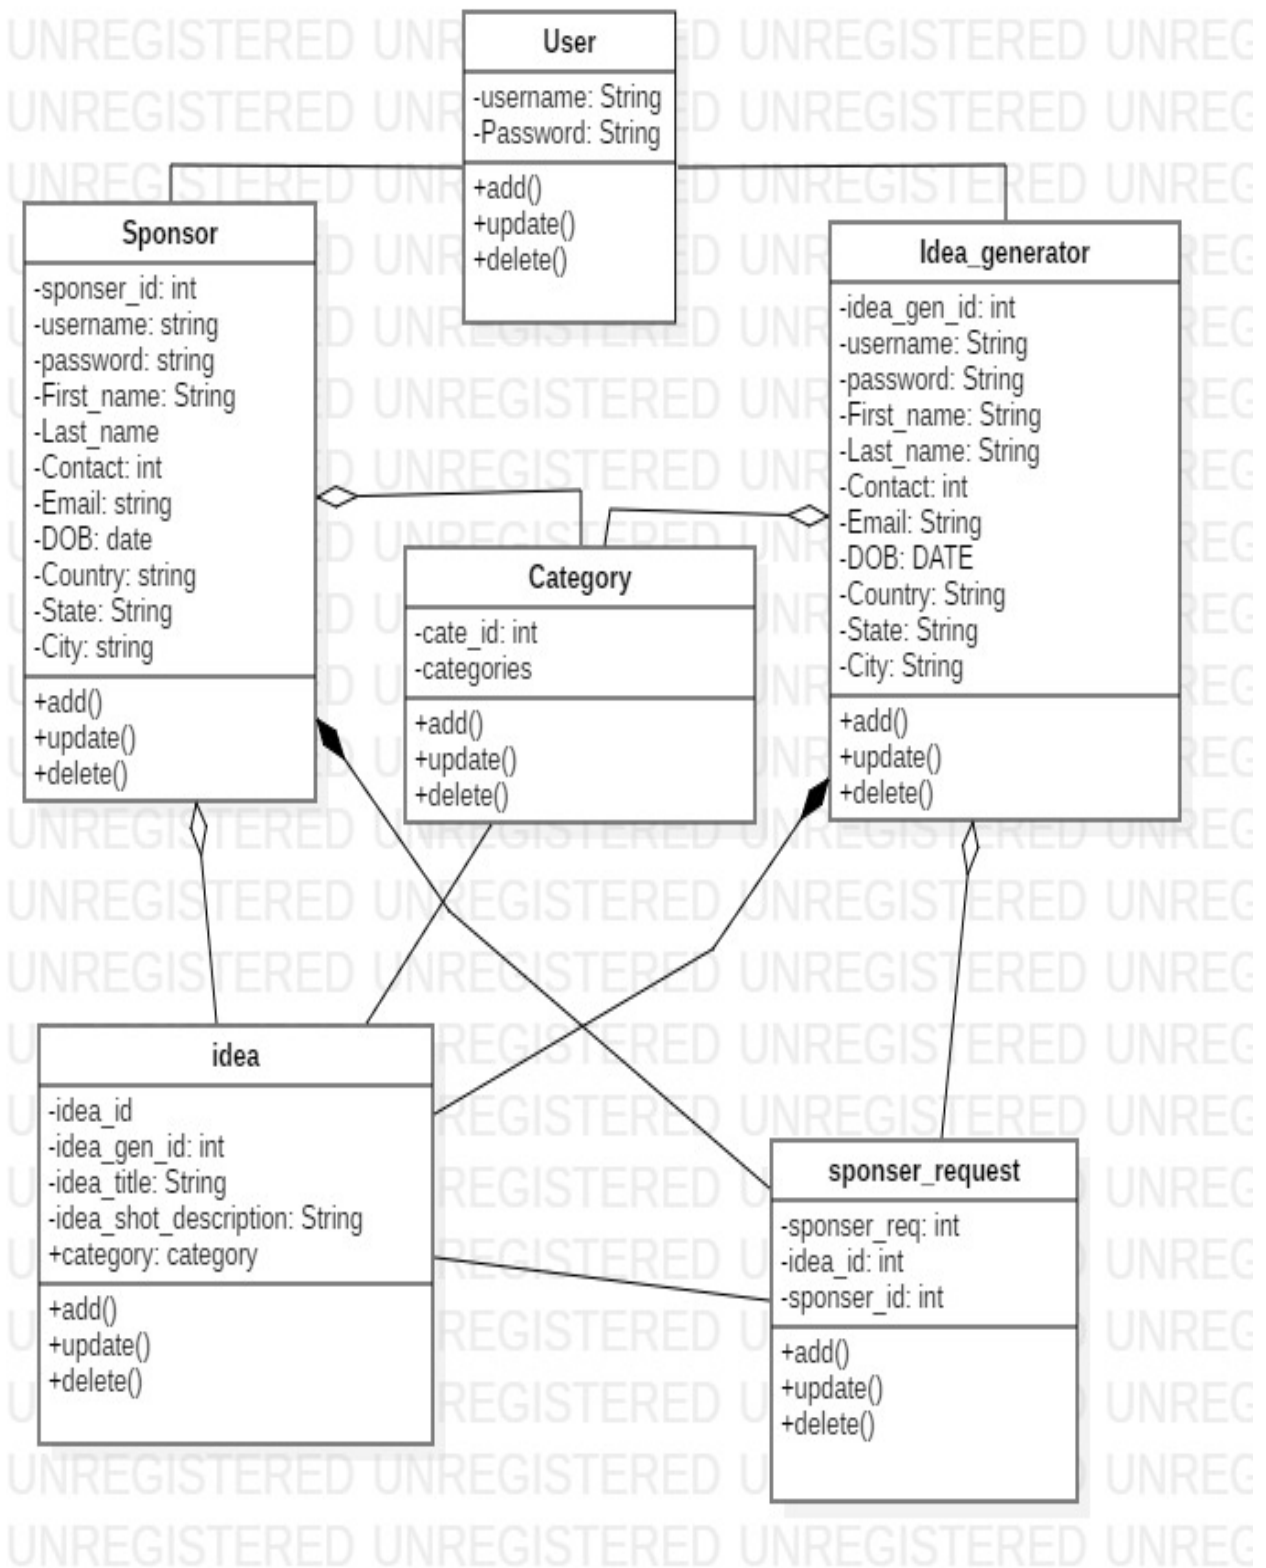 User
-username: String
-Password: String
+add()
+update()
+delete()
Sponsor
-sponser_id: int
-username: string
-password: string
-First_name: String
-Last_name
-Contact: int
-Email: string
-DOB: date
-Country: string
-State: String
-City: string
+add()
+update()
+delete()
Idea_generator
-idea_gen_id: int
-username: String
-password: String
-First_name: String
-Last_name: String
-Contact: int
-Email: String
-DOB: DATE
-Country: String
-State: String
-City: String
+add()
+update()
+delete()
Category
-cate_id: int
-categories
+add()
+update()
+delete()
idea
-idea_id
-idea_gen_id: int
-idea_title: String
-idea_shot_description: String
+category: category
+add()
+update()
+delete()
sponser_request
-sponser_req: int
-idea_id: int
-sponser_id: int
+add()
+update()
+delete()
UNREGISTERED